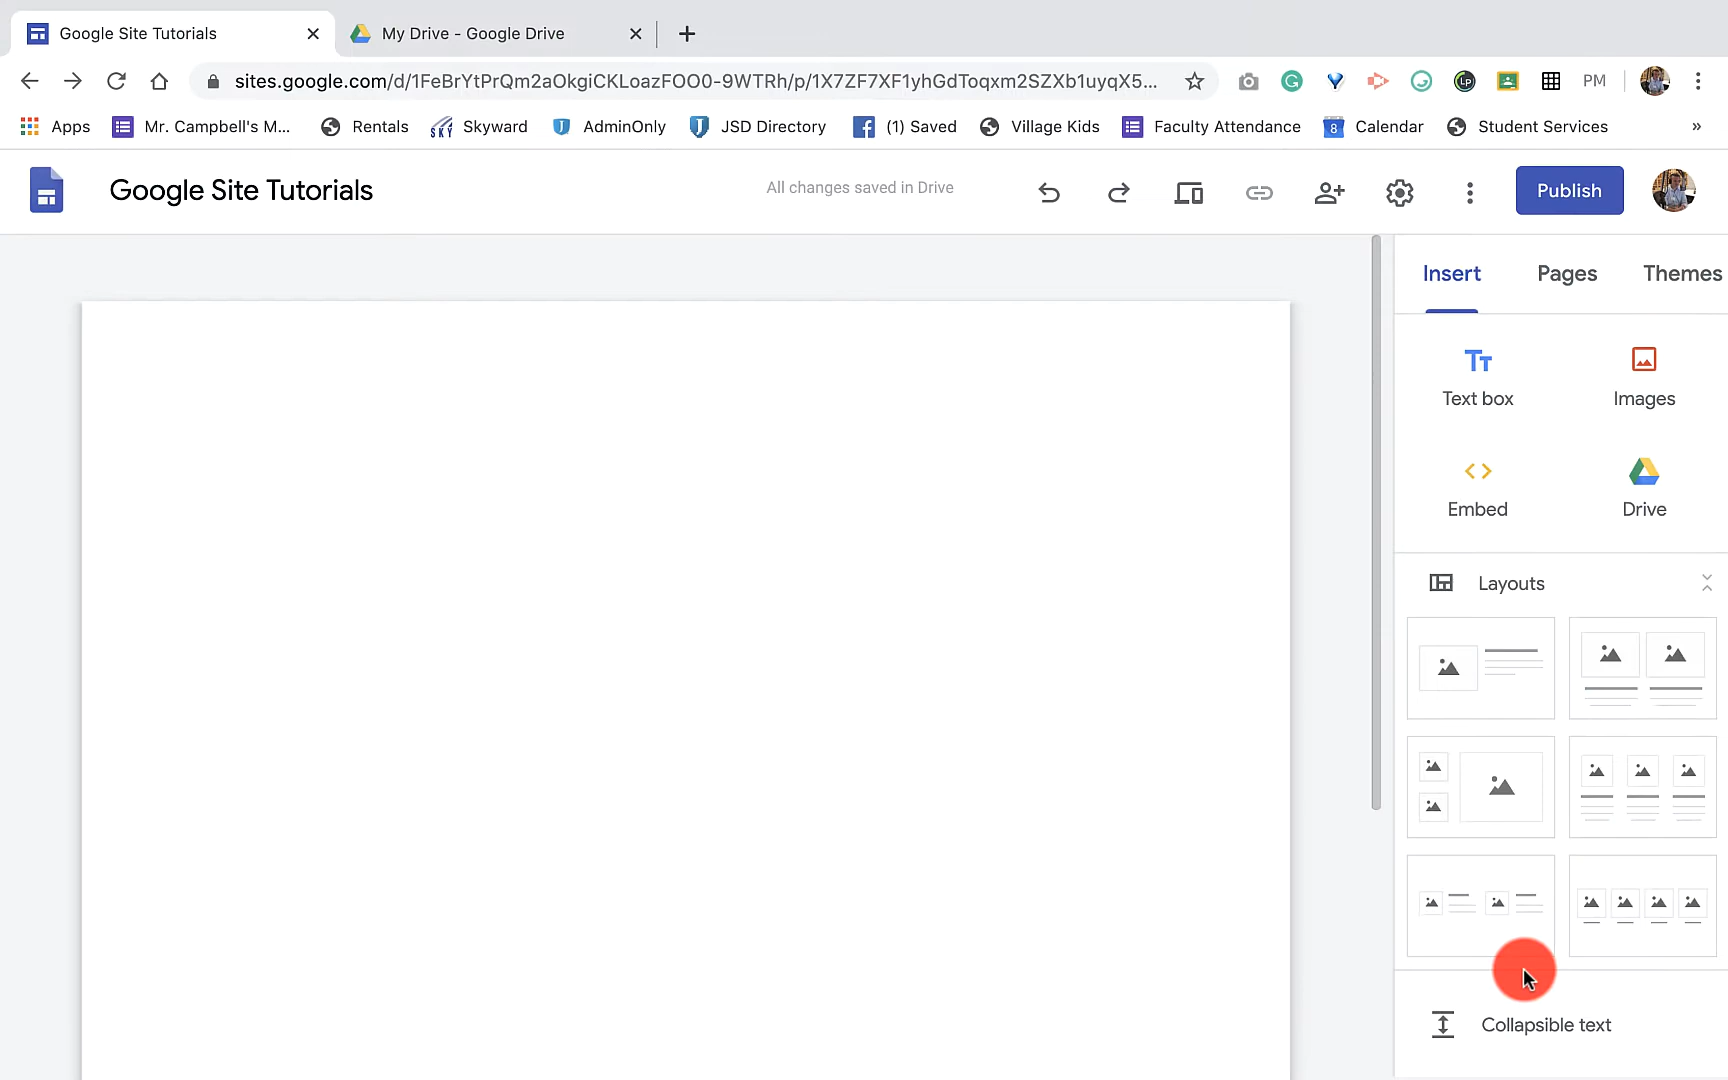 Google Site Tutorials
My Drive - Google Drive
sites.google.com/d/1FeBrYtPrQm2aOkgiCKLoazFOO0-9WTRh/p/1X7ZF7XF1yhGdToqxm2SZXb1uyqX5...
PM
Apps
Mr. Campbell's M...
Rentals
SKY
Skyward
AdminOnly
JSD Directory
(1) Saved
Village Kids
Faculty Attendance
8
Calendar
Student Services
»
Google Site Tutorials
All changes saved in Drive
Publish
Insert
Pages
Themes
Text box
Images
Embed
Drive
Layouts
Collapsible text